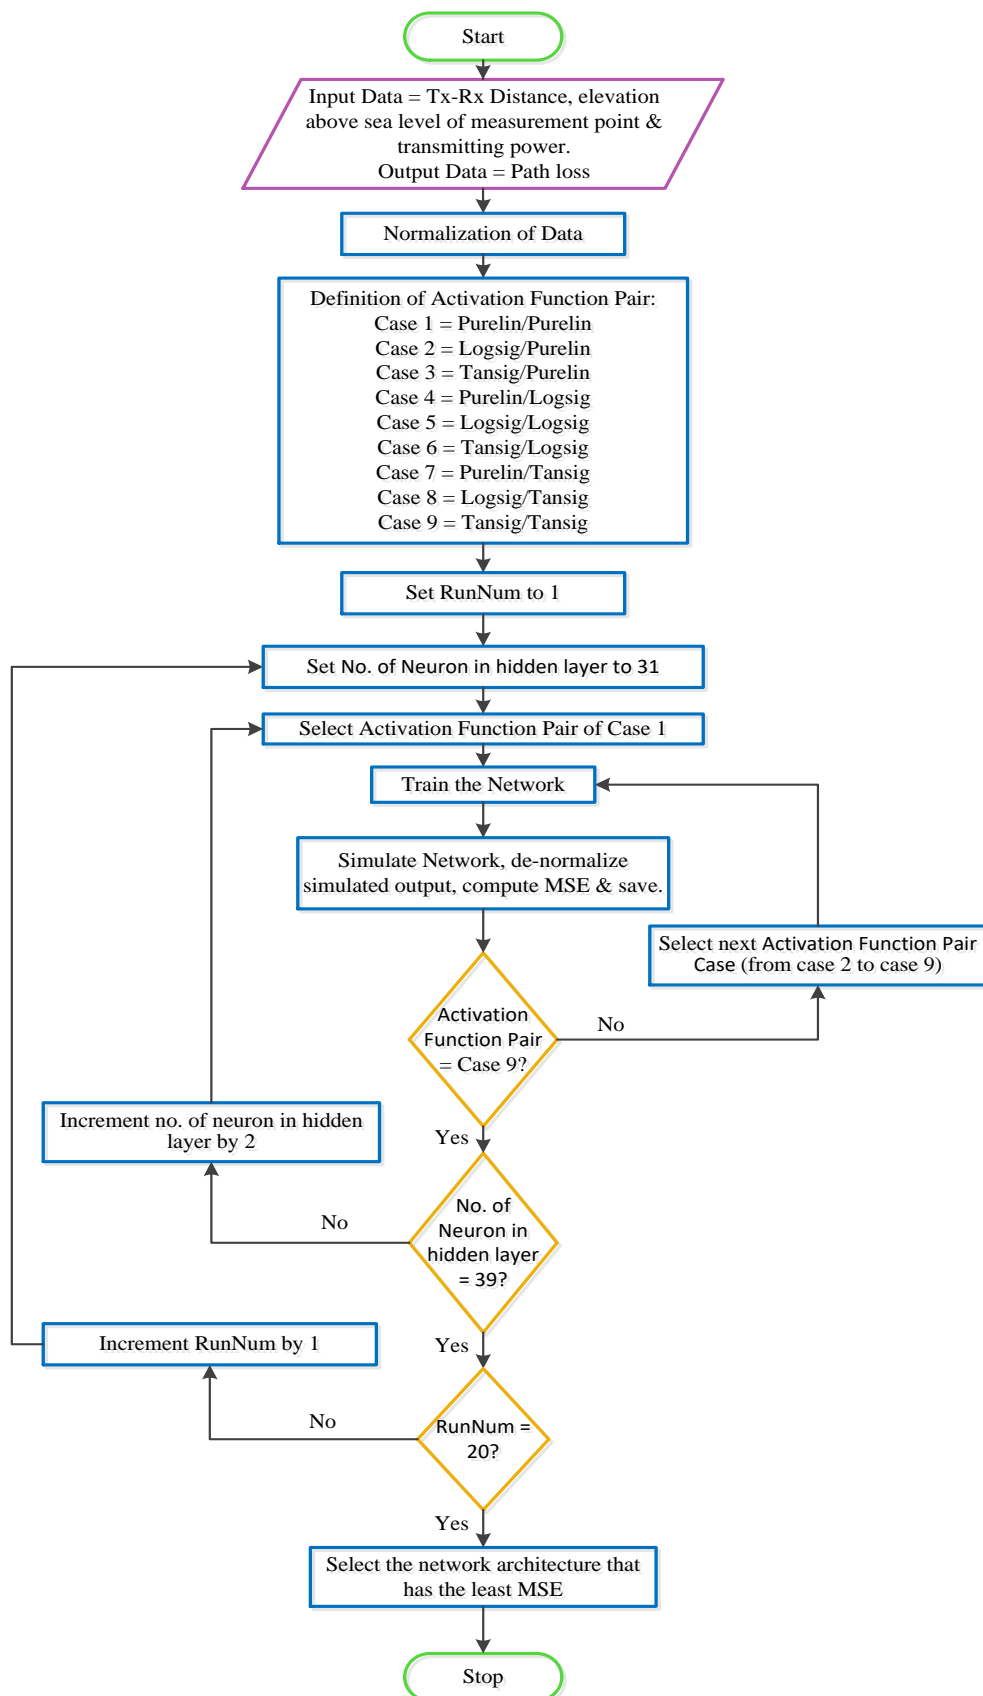 Start
Input Data = Tx-Rx Distance, elevation
above sea level of measurement point &
transmitting power.
Output Data = Path loss
Normalization of Data
Definition of Activation Function Pair:
Case 1 = Purelin/Purelin
Case 2 = Logsig/Purelin
Case 3 = Tansig/Purelin
Case 4 = Purelin/Logsig
Case 5 = Logsig/Logsig
Case 6 = Tansig/Logsig
Case 7 = Purelin/Tansig
Case 8 = Logsig/Tansig
Case 9 = Tansig/Tansig
Set RunNum to 1
Set No. of Neuron in hidden layer to 31
Select Activation Function Pair of Case 1
Train the Network
Simulate Network, de-normalize
simulated output, compute MSE & save.
Select next Activation Function Pair
Case (from case 2 to case 9)
Activation
Function Pair
= Case 9?
No
Yes
Increment no. of neuron in hidden
layer by 2
No. of
Neuron in
hidden layer
= 39?
No
Yes
Increment RunNum by 1
RunNum =
20?
No
Yes
Select the network architecture that
has the least MSE
Stop